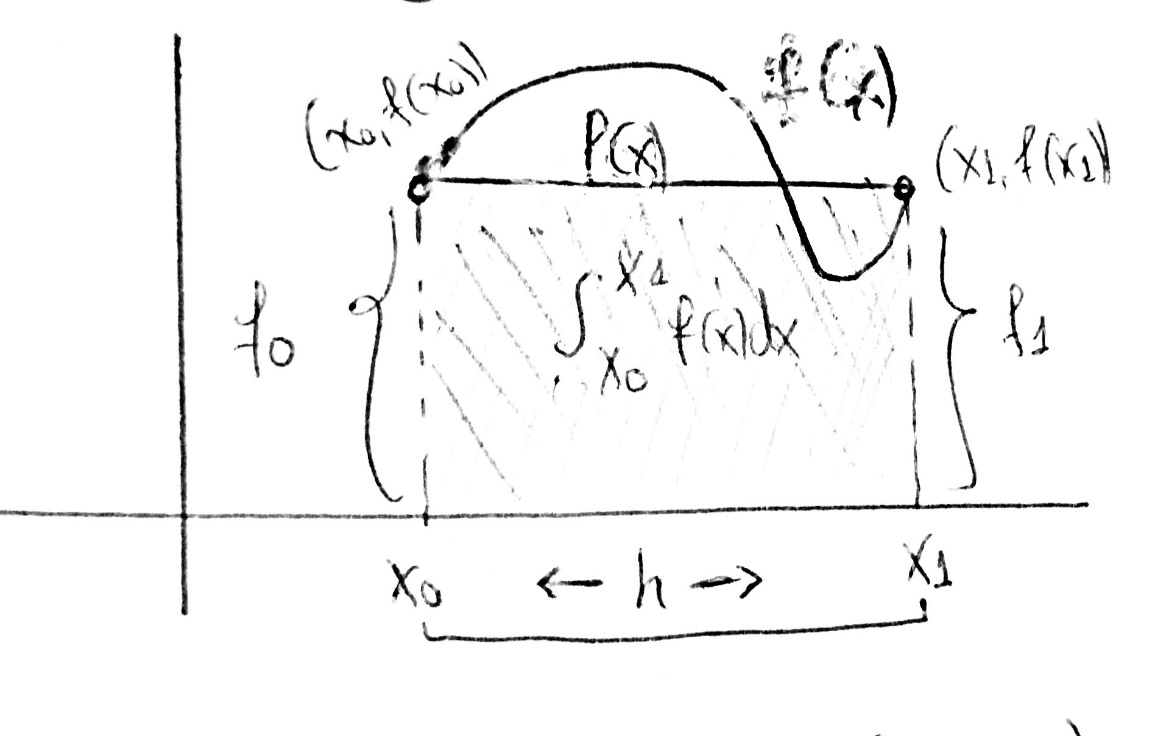 (x₀, f(x₀))
f(x)
P(x)
(x₁, f(x₁))
f₀
∫ₓ₀ˣ¹ f(x)dx
f₁
x₀ ← h → x₁